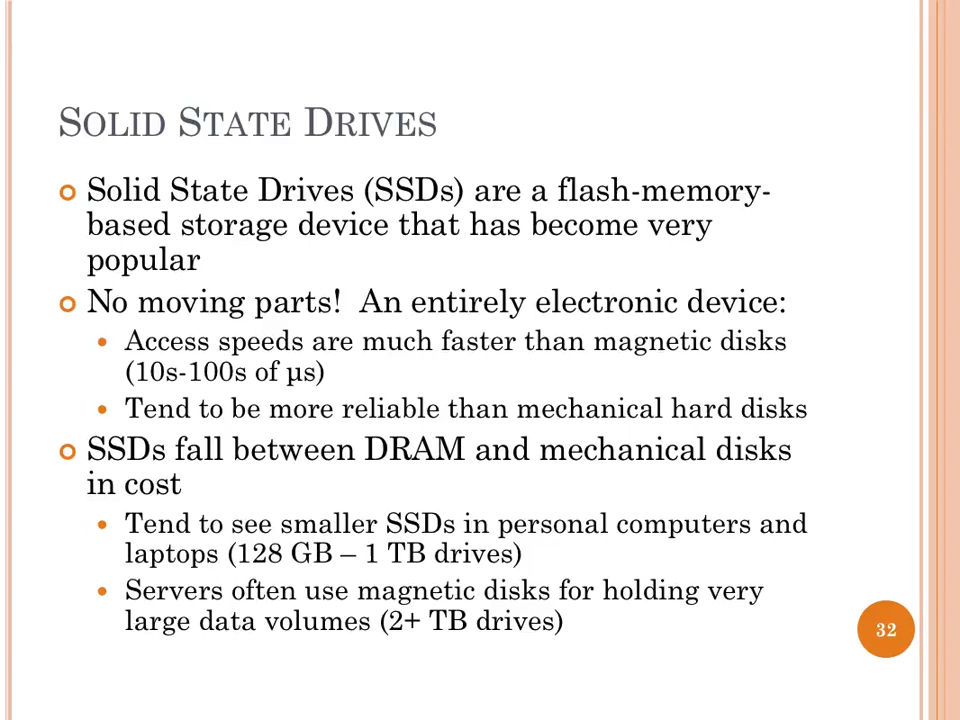 SOLID STATE DRIVES
Solid State Drives (SSDs) are a flash-memory-
based storage device that has become very
popular
No moving parts!  An entirely electronic device:
Access speeds are much faster than magnetic disks
(10s-100s of µs)
Tend to be more reliable than mechanical hard disks
SSDs fall between DRAM and mechanical disks
in cost
Tend to see smaller SSDs in personal computers and
laptops (128 GB – 1 TB drives)
Servers often use magnetic disks for holding very
large data volumes (2+ TB drives)
32